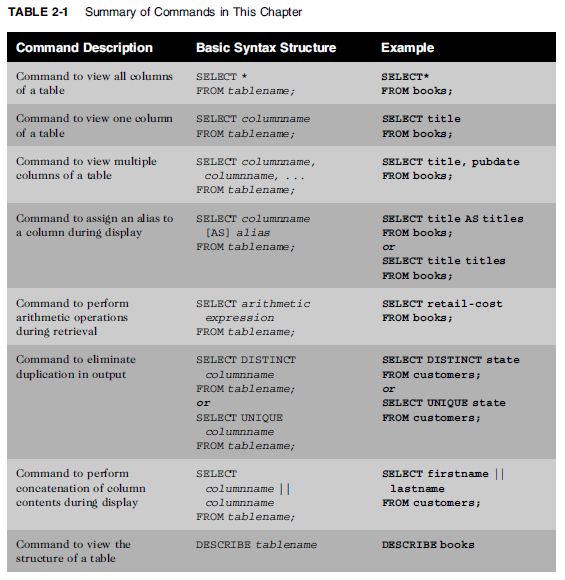 TABLE 2-1 Summary of Commands in This Chapter
Command Description Basic Syntax Structure Example
Command to view all columns SELECT * SELECT*
of a table FROM tablename; FROM books;
Command to view one column SELECT columnname SELECT title
of a table FROM tablename; FROM books;
Command to view multiple SELECT columnname, SELECT title, pubdate
columns of a table columnname, ... FROM books;
FROM tablename;
Command to assign an alias to SELECT columnname SELECT title AS titles
a column during display [AS] alias FROM books;
FROM tablename; or
SELECT title titles
FROM books;
Command to perform SELECT arithmetic SELECT retail-cost
arithmetic operations expression FROM books;
during retrieval FROM tablename;
Command to eliminate SELECT DISTINCT SELECT DISTINCT state
duplication in output columnname FROM customers;
FROM tablename; or
or SELECT UNIQUE state
SELECT UNIQUE FROM customers;
columnname
FROM tablename;
Command to perform SELECT SELECT firstname ||
concatenation of column columnname || lastname
contents during display columnname FROM customers;
FROM tablename;
Command to view the DESCRIBE tablename DESCRIBE books
structure of a table